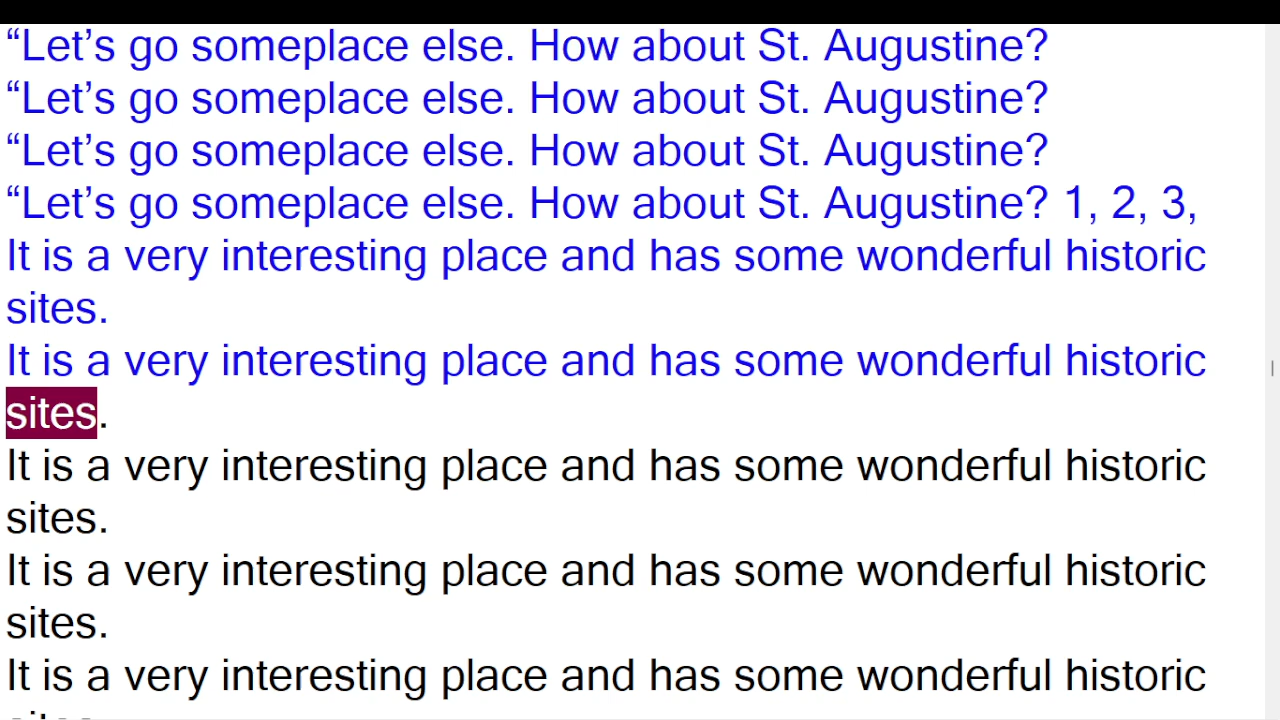 “Let’s go someplace else. How about St. Augustine?
“Let’s go someplace else. How about St. Augustine?
“Let’s go someplace else. How about St. Augustine?
“Let’s go someplace else. How about St. Augustine? 1, 2, 3,
It is a very interesting place and has some wonderful historic
sites.
It is a very interesting place and has some wonderful historic
sites.
It is a very interesting place and has some wonderful historic
sites.
It is a very interesting place and has some wonderful historic
sites.
It is a very interesting place and has some wonderful historic